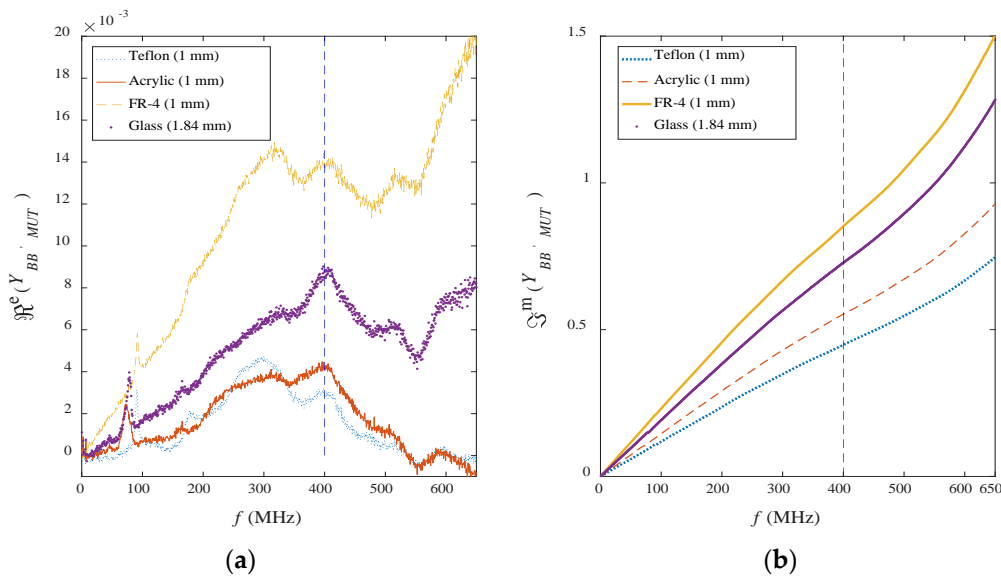 × 10⁻³
20
18
16
14
12
10
8
6
4
2
0
ℜe ( Y BB ' MUT )
Teflon (1 mm)
Acrylic (1 mm)
FR-4 (1 mm)
Glass (1.84 mm)
0 100 200 300 400 500 600
f (MHz)
(a)
1.5
1
0.5
0
ℑm ( Y BB ' MUT )
Teflon (1 mm)
Acrylic (1 mm)
FR-4 (1 mm)
Glass (1.84 mm)
0 100 200 300 400 500 600 650
f (MHz)
(b)